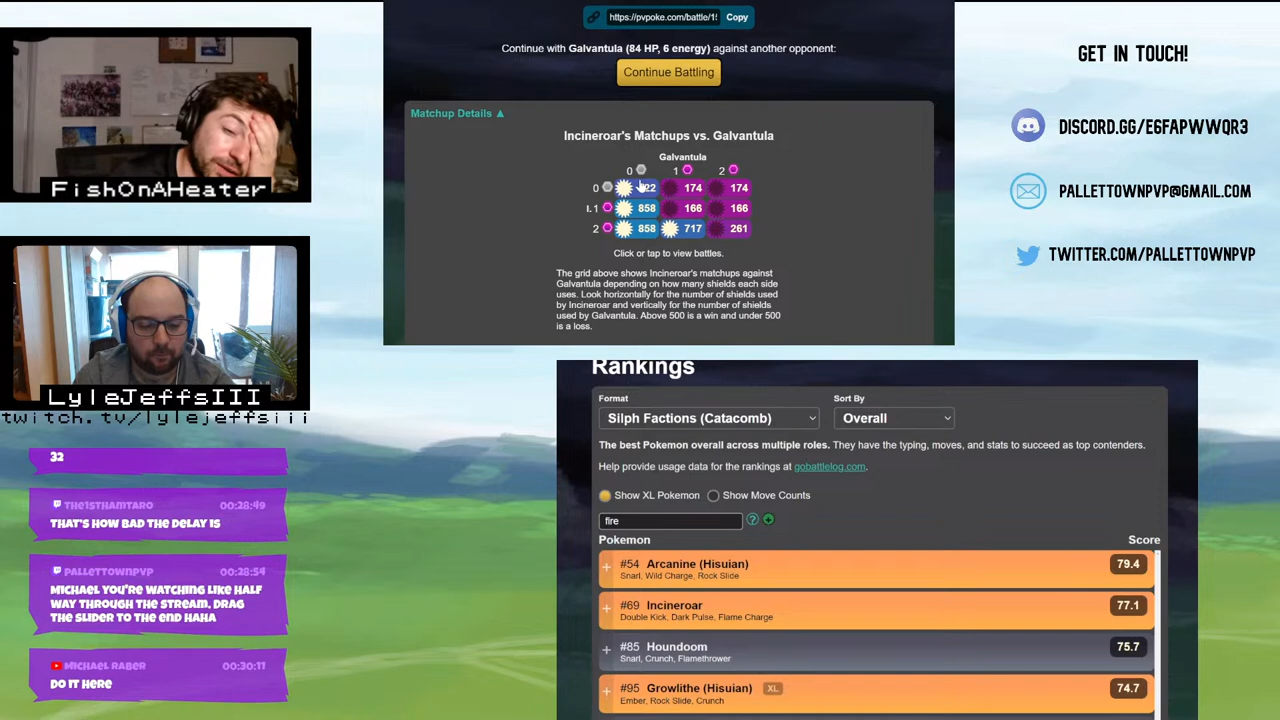 FishOnAHeater
LyleJeffsIII
twitch.tv/lylejeffsiii
32
THE1STHAMTARO 00:28:49
THAT'S HOW BAD THE DELAY IS
PALLETTOWNPVP 00:28:54
MICHAEL YOU'RE WATCHING LIKE HALF
WAY THROUGH THE STREAM, DRAG
THE SLIDER TO THE END HAHA
MICHAEL RABER 00:30:11
DO IT HERE
https://pvpoke.com/battle/1 Copy
Continue with Galvantula (84 HP, 6 energy) against another opponent:
Continue Battling
Matchup Details ▲
Incineroar's Matchups vs. Galvantula
Galvantula
0 1 2
0 22 174 174
1 858 166 166
2 858 717 261
Click or tap to view battles.
The grid above shows Incineroar's matchups against
Galvantula depending on how many shields each side
uses. Look horizontally for the number of shields used
by Incineroar and vertically for the number of shields
used by Galvantula. Above 500 is a win and under 500
is a loss.
GET IN TOUCH!
DISCORD.GG/E6FAPWWQR3
PALLETTOWNPVP@GMAIL.COM
TWITTER.COM/PALLETTOWNPVP
Rankings
Format Sort By
Silph Factions (Catacomb) Overall
The best Pokemon overall across multiple roles. They have the typing, moves, and stats to succeed as top contenders.
Help provide usage data for the rankings at gobattlelog.com.
Show XL Pokemon Show Move Counts
fire ? +
Pokemon Score
+ #54 Arcanine (Hisuian) 79.4
Snarl, Wild Charge, Rock Slide
+ #69 Incineroar 77.1
Double Kick, Dark Pulse, Flame Charge
+ #85 Houndoom 75.7
Snarl, Crunch, Flamethrower
+ #95 Growlithe (Hisuian) XL 74.7
Ember, Rock Slide, Crunch